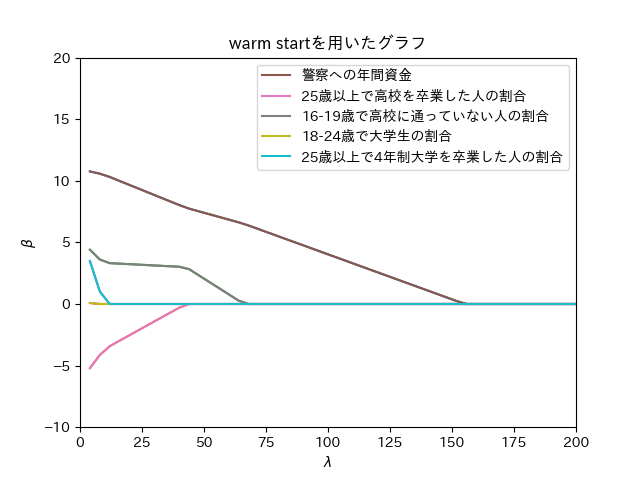 warm startを用いたグラフ
20
15
10
5
0
−5
−10
β
警察への年間資金
25歳以上で高校を卒業した人の割合
16-19歳で高校に通っていない人の割合
18-24歳で大学生の割合
25歳以上で4年制大学を卒業した人の割合
0 25 50 75 100 125 150 175 200
λ